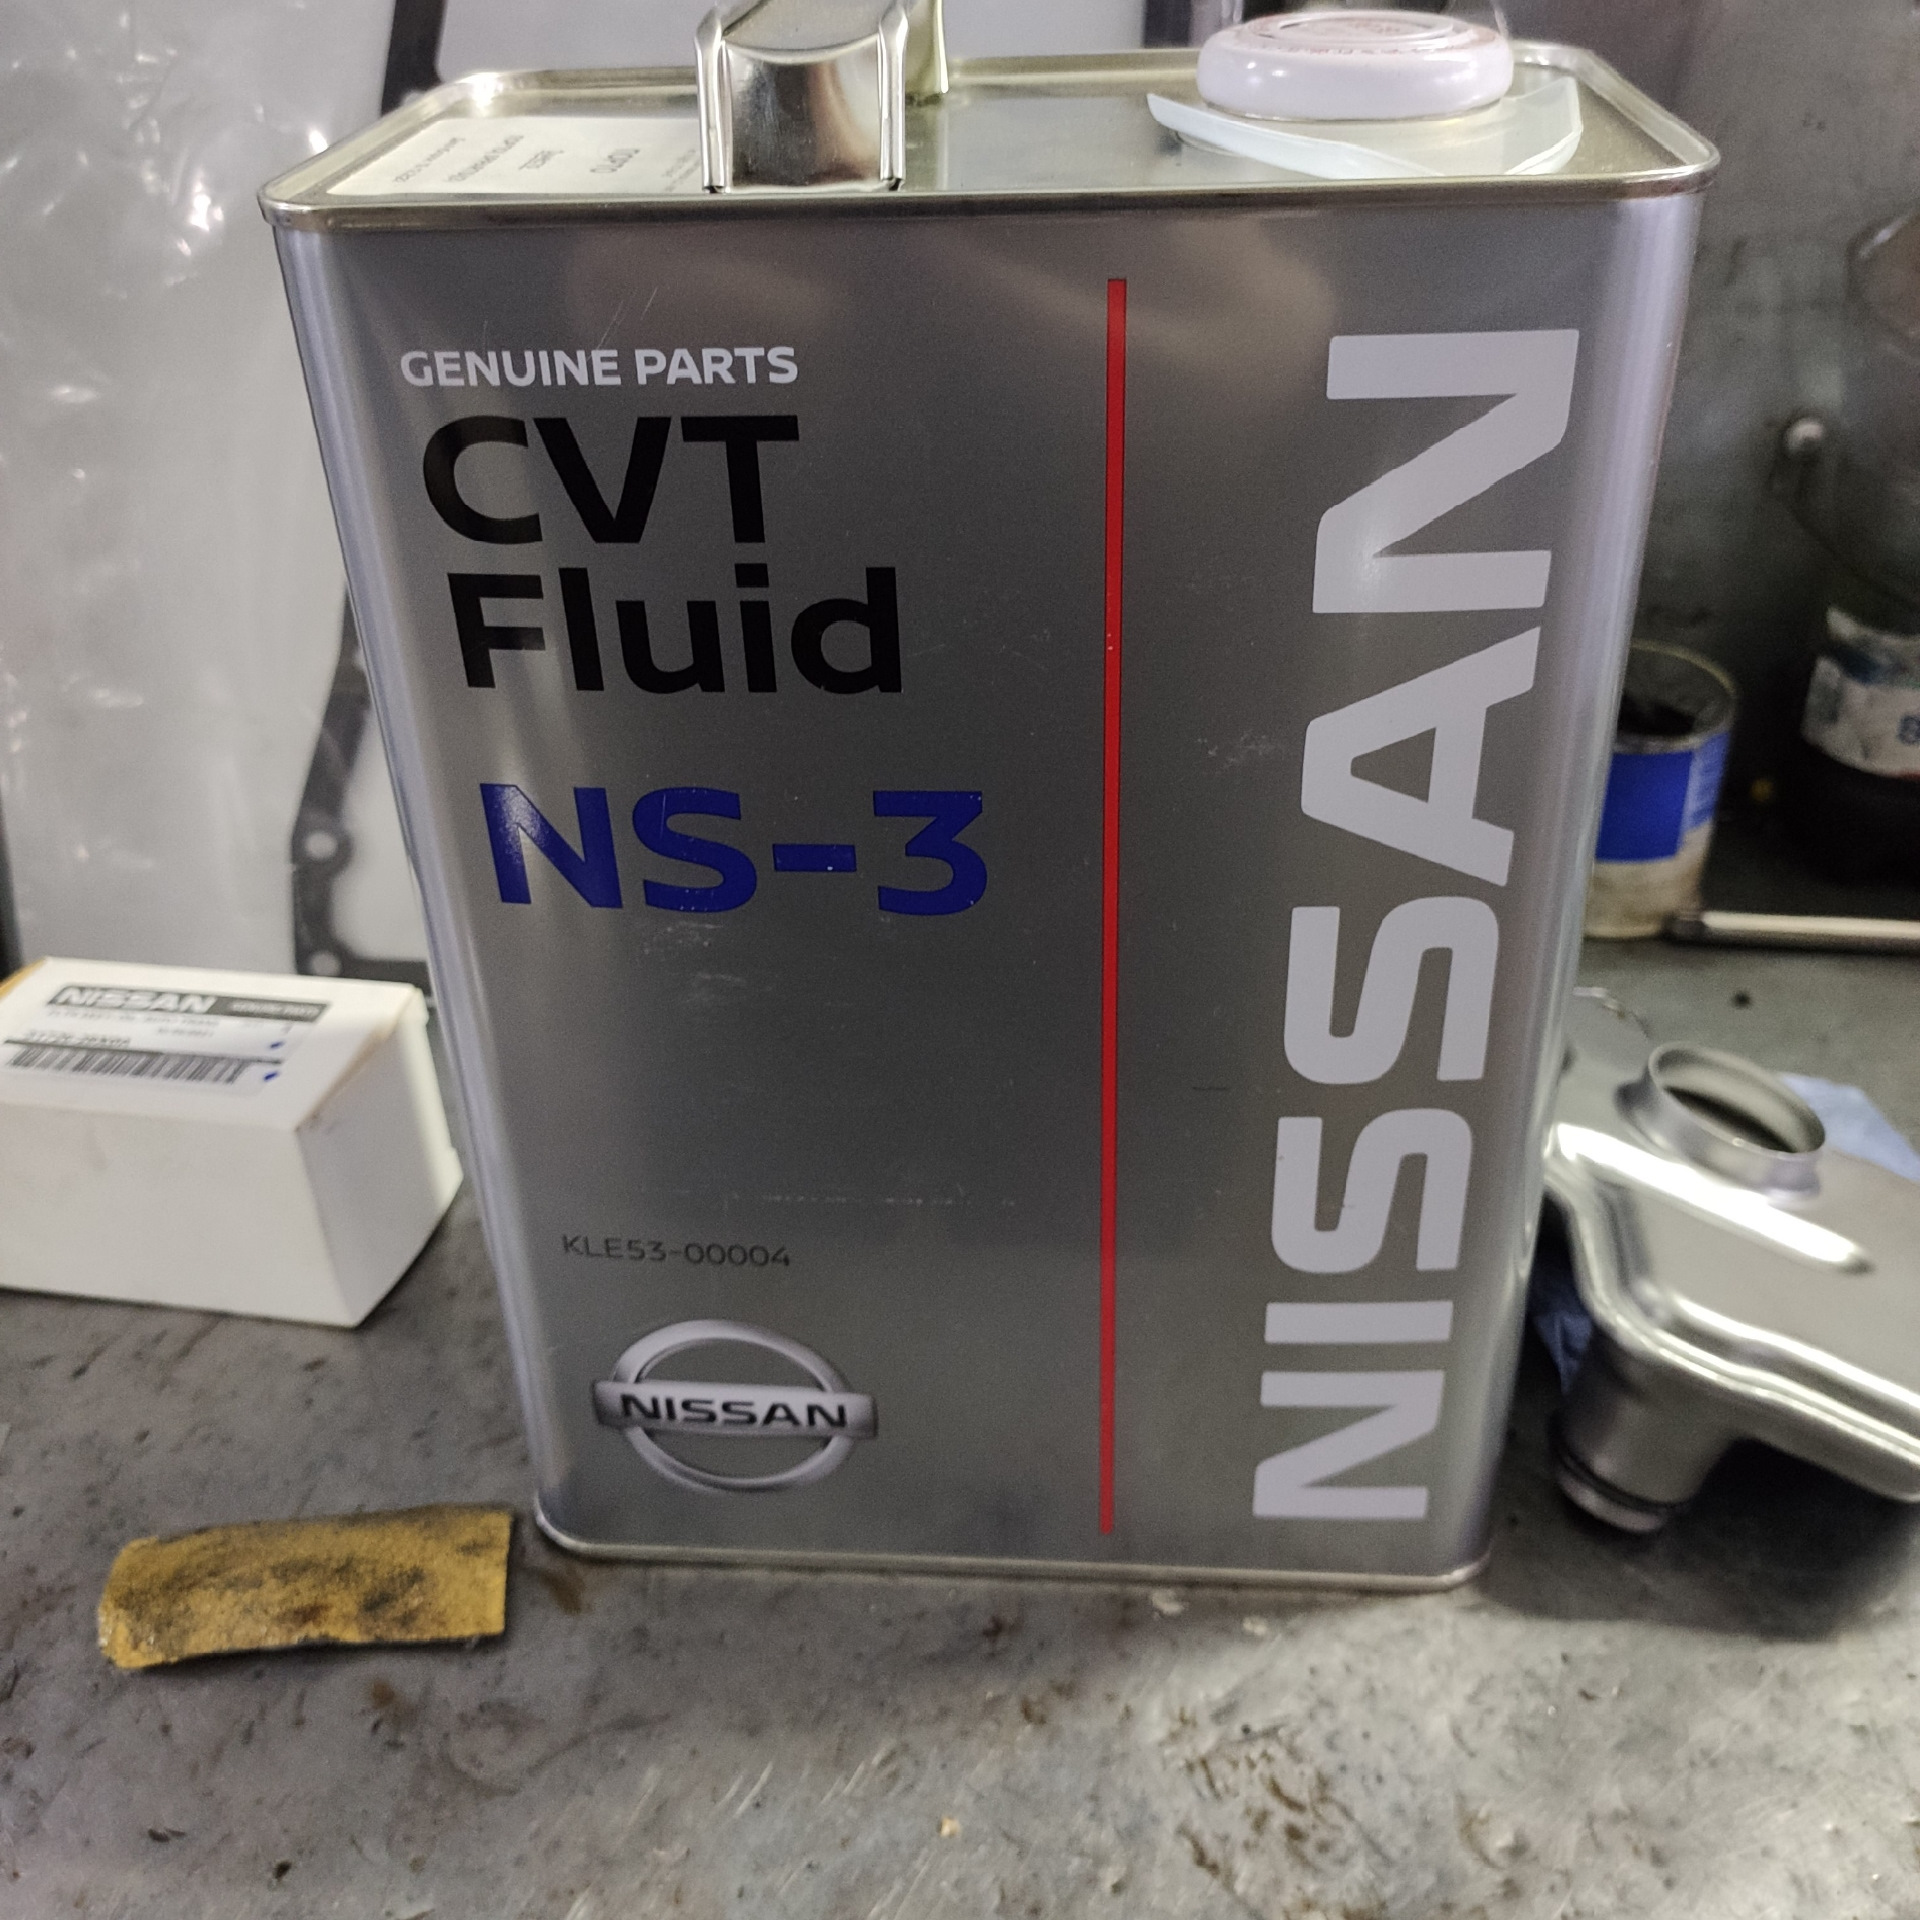 GENUINE PARTS
CVT
Fluid
NS-3
KLE53-00004
NISSAN
NISSAN
NISSAN